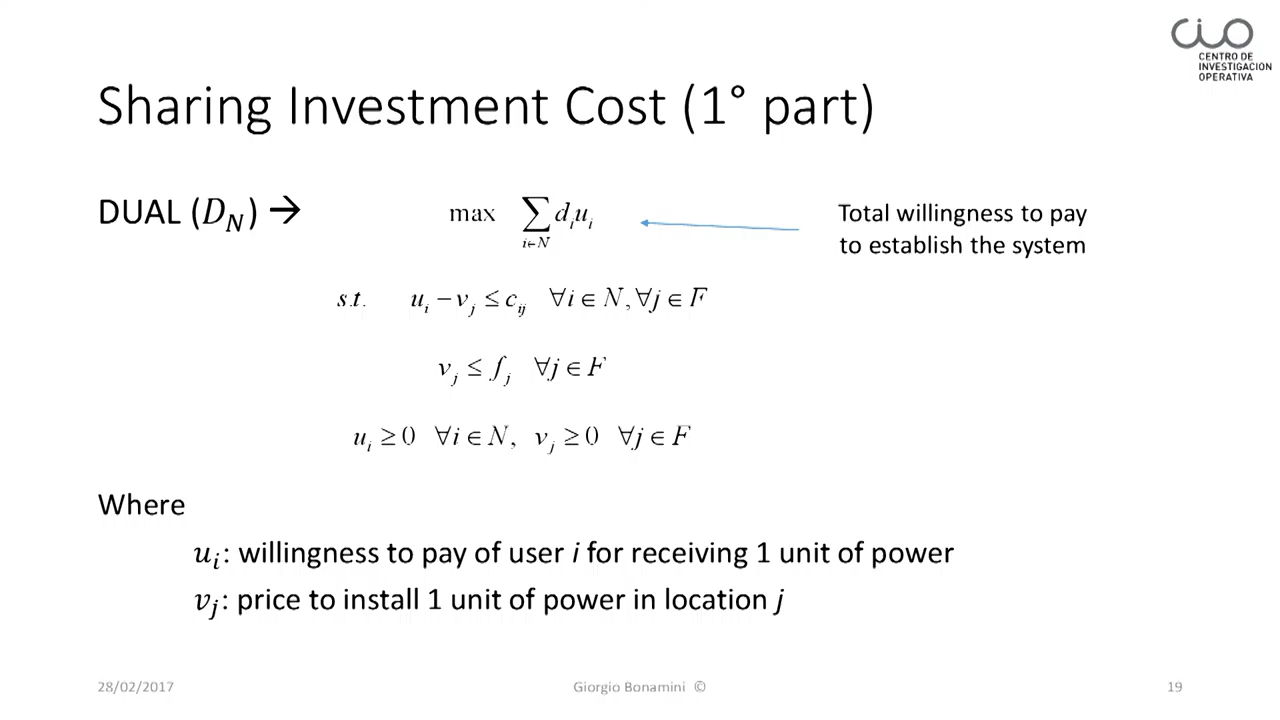 CIO
CENTRO DE
INVESTIGACION
OPERATIVA
Sharing Investment Cost (1° part)
DUAL (D_N) → max ∑_{i∈N} d_i u_i
Total willingness to pay
to establish the system
s.t. u_i − v_j ≤ c_ij ∀i ∈ N, ∀j ∈ F
v_j ≤ f_j ∀j ∈ F
u_i ≥ 0 ∀i ∈ N, v_j ≥ 0 ∀j ∈ F
Where
u_i: willingness to pay of user i for receiving 1 unit of power
v_j: price to install 1 unit of power in location j
28/02/2017 Giorgio Bonamini © 19